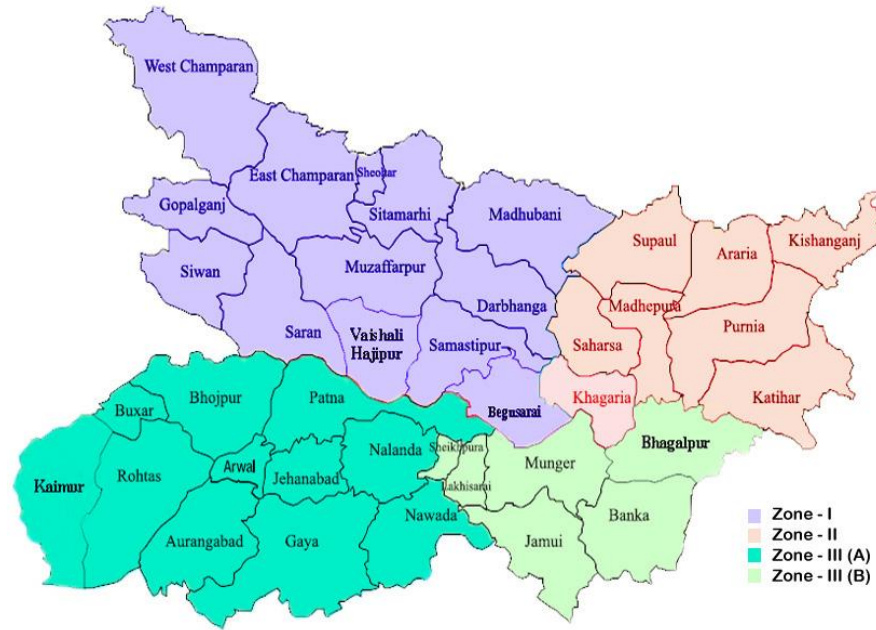 West Champaran
East Champaran
Sheohar
Sitamarhi
Gopalganj
Madhubani
Siwan
Muzaffarpur
Supaul
Araria
Kishanganj
Darbhanga
Madhepura
Purnia
Saran
Vaishali
Hajipur
Samastipur
Saharsa
Khagaria
Katihar
Begusarai
Bhojpur
Patna
Buxar
Kaimur
Rohtas
Arwal
Jehanabad
Nalanda
Sheikhpura
Lakhisarai
Munger
Bhagalpur
Aurangabad
Gaya
Nawada
Jamui
Banka
Zone - I
Zone - II
Zone - III (A)
Zone - III (B)